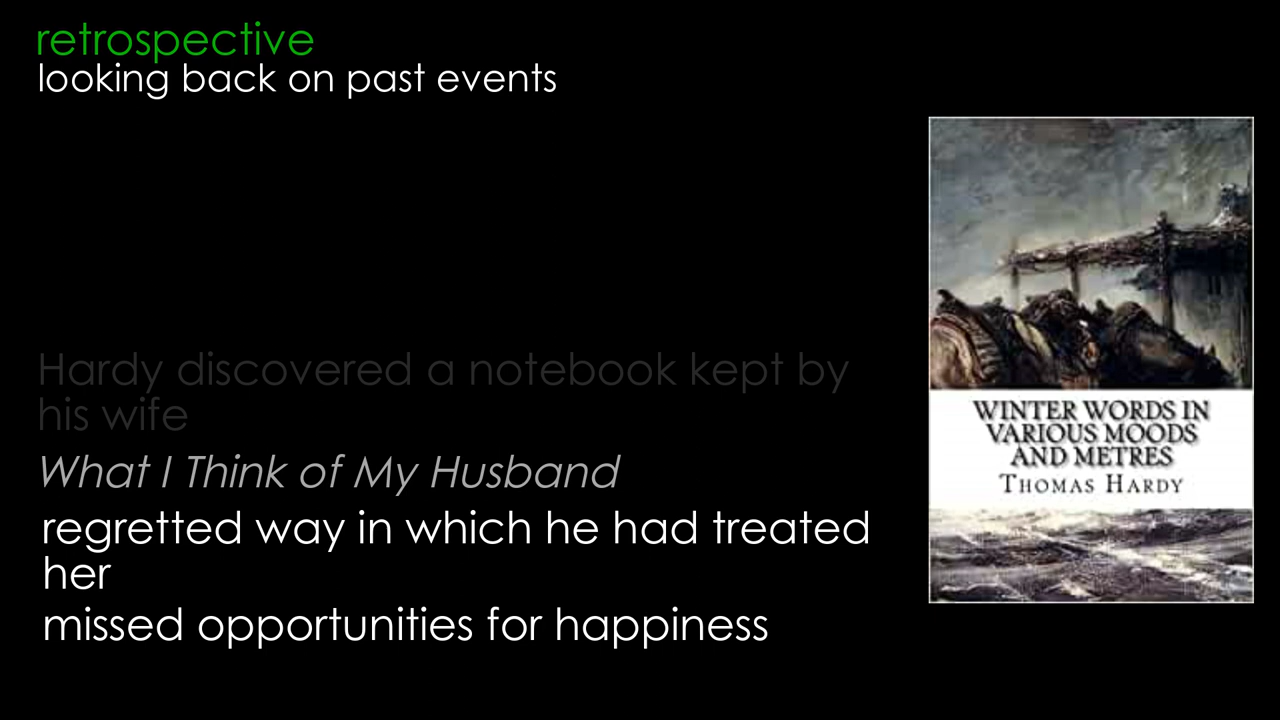 retrospective
looking back on past events
Hardy discovered a notebook kept by
his wife
What I Think of My Husband
regretted way in which he had treated
her
missed opportunities for happiness
WINTER WORDS IN
VARIOUS MOODS
AND METRES
THOMAS HARDY